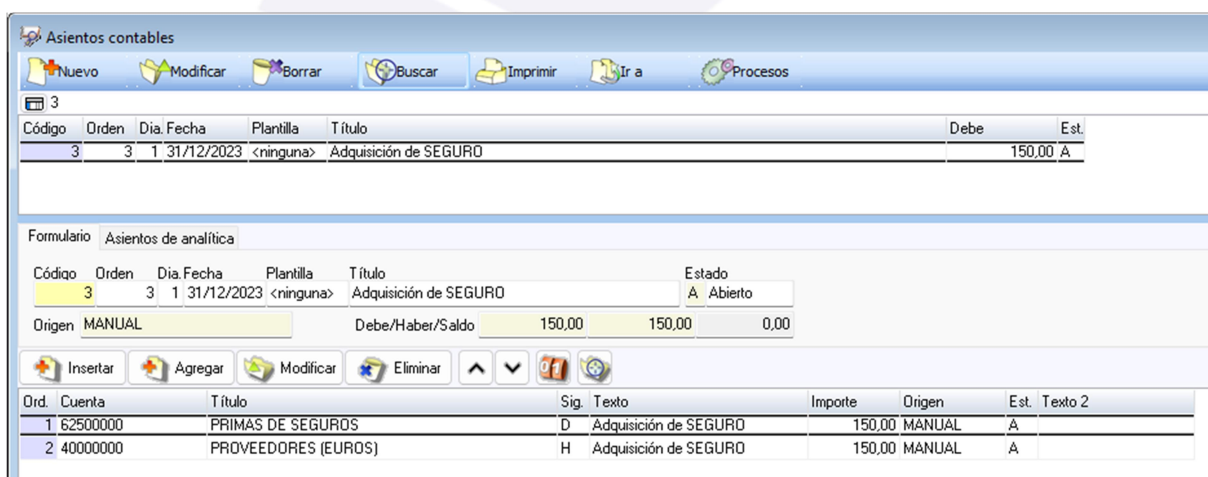 Asientos contables
Nuevo Modificar Borrar Buscar Imprimir Ir a Procesos
3
Código Orden Dia. Fecha Plantilla Título Debe Est.
3 3 1 31/12/2023 <ninguna> Adquisición de SEGURO 150,00 A
Formulario Asientos de analítica
Código Orden Dia. Fecha Plantilla Título Estado
3 3 1 31/12/2023 <ninguna> Adquisición de SEGURO A Abierto
Origen MANUAL Debe/Haber/Saldo 150,00 150,00 0,00
Insertar Agregar Modificar Eliminar
Ord. Cuenta Título Sig. Texto Importe Origen Est. Texto 2
1 62500000 PRIMAS DE SEGUROS D Adquisición de SEGURO 150,00 MANUAL A
2 40000000 PROVEEDORES (EUROS) H Adquisición de SEGURO 150,00 MANUAL A